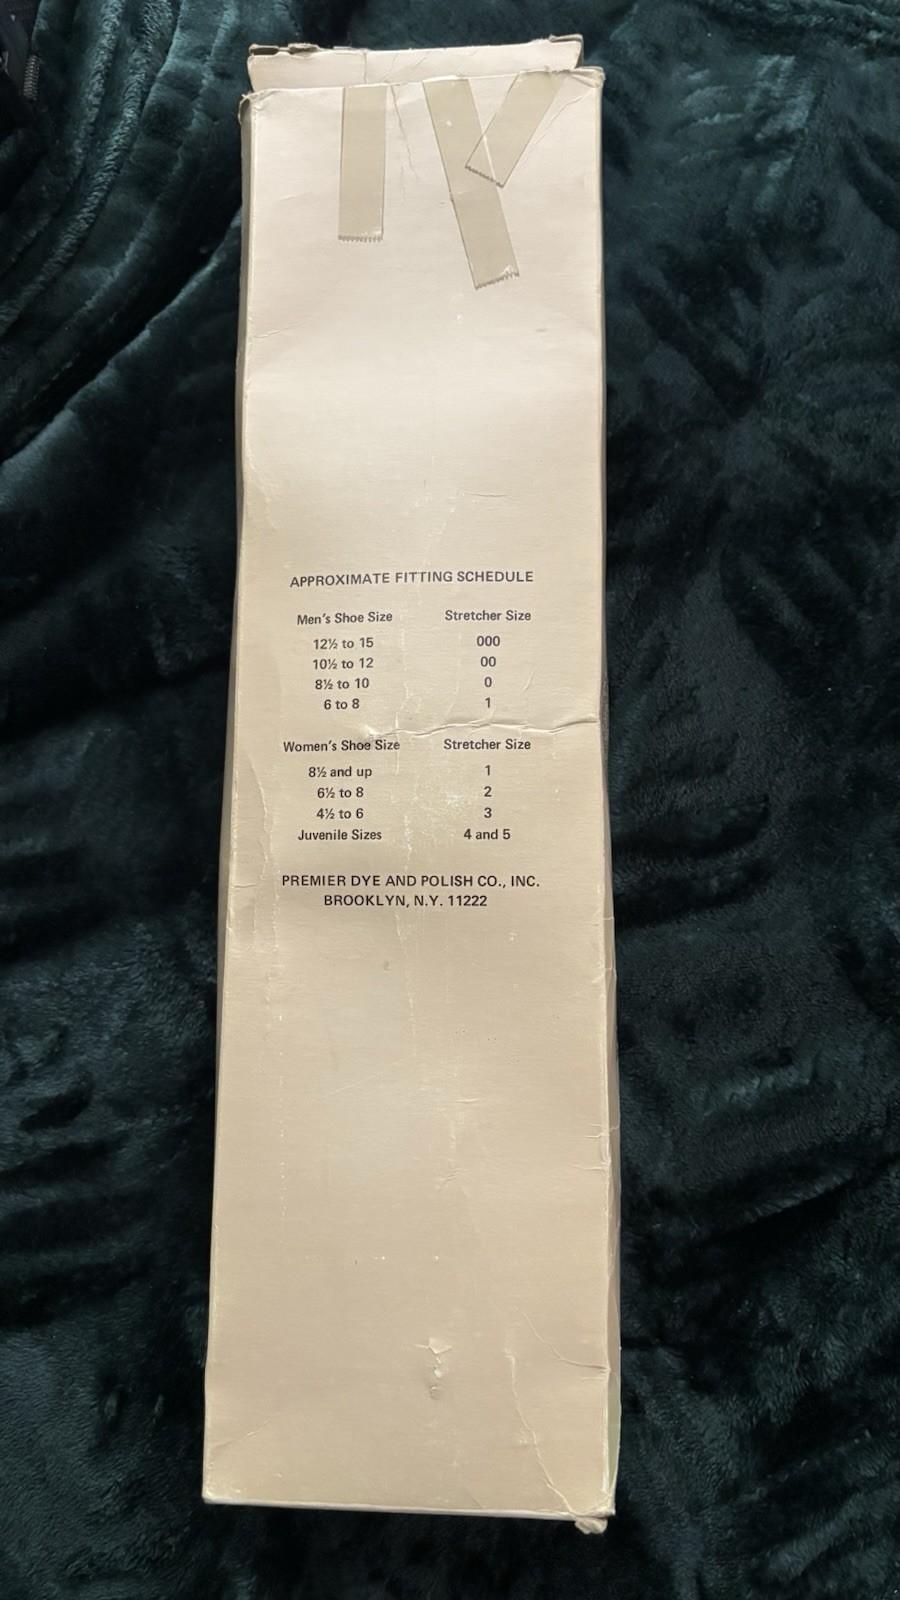 APPROXIMATE FITTING SCHEDULE
Men's Shoe Size Stretcher Size
12½ to 15 000
10½ to 12 00
8½ to 10 0
6 to 8 1
Women's Shoe Size Stretcher Size
8½ and up 1
6½ to 8 2
4½ to 6 3
Juvenile Sizes 4 and 5
PREMIER DYE AND POLISH CO., INC.
BROOKLYN, N.Y. 11222